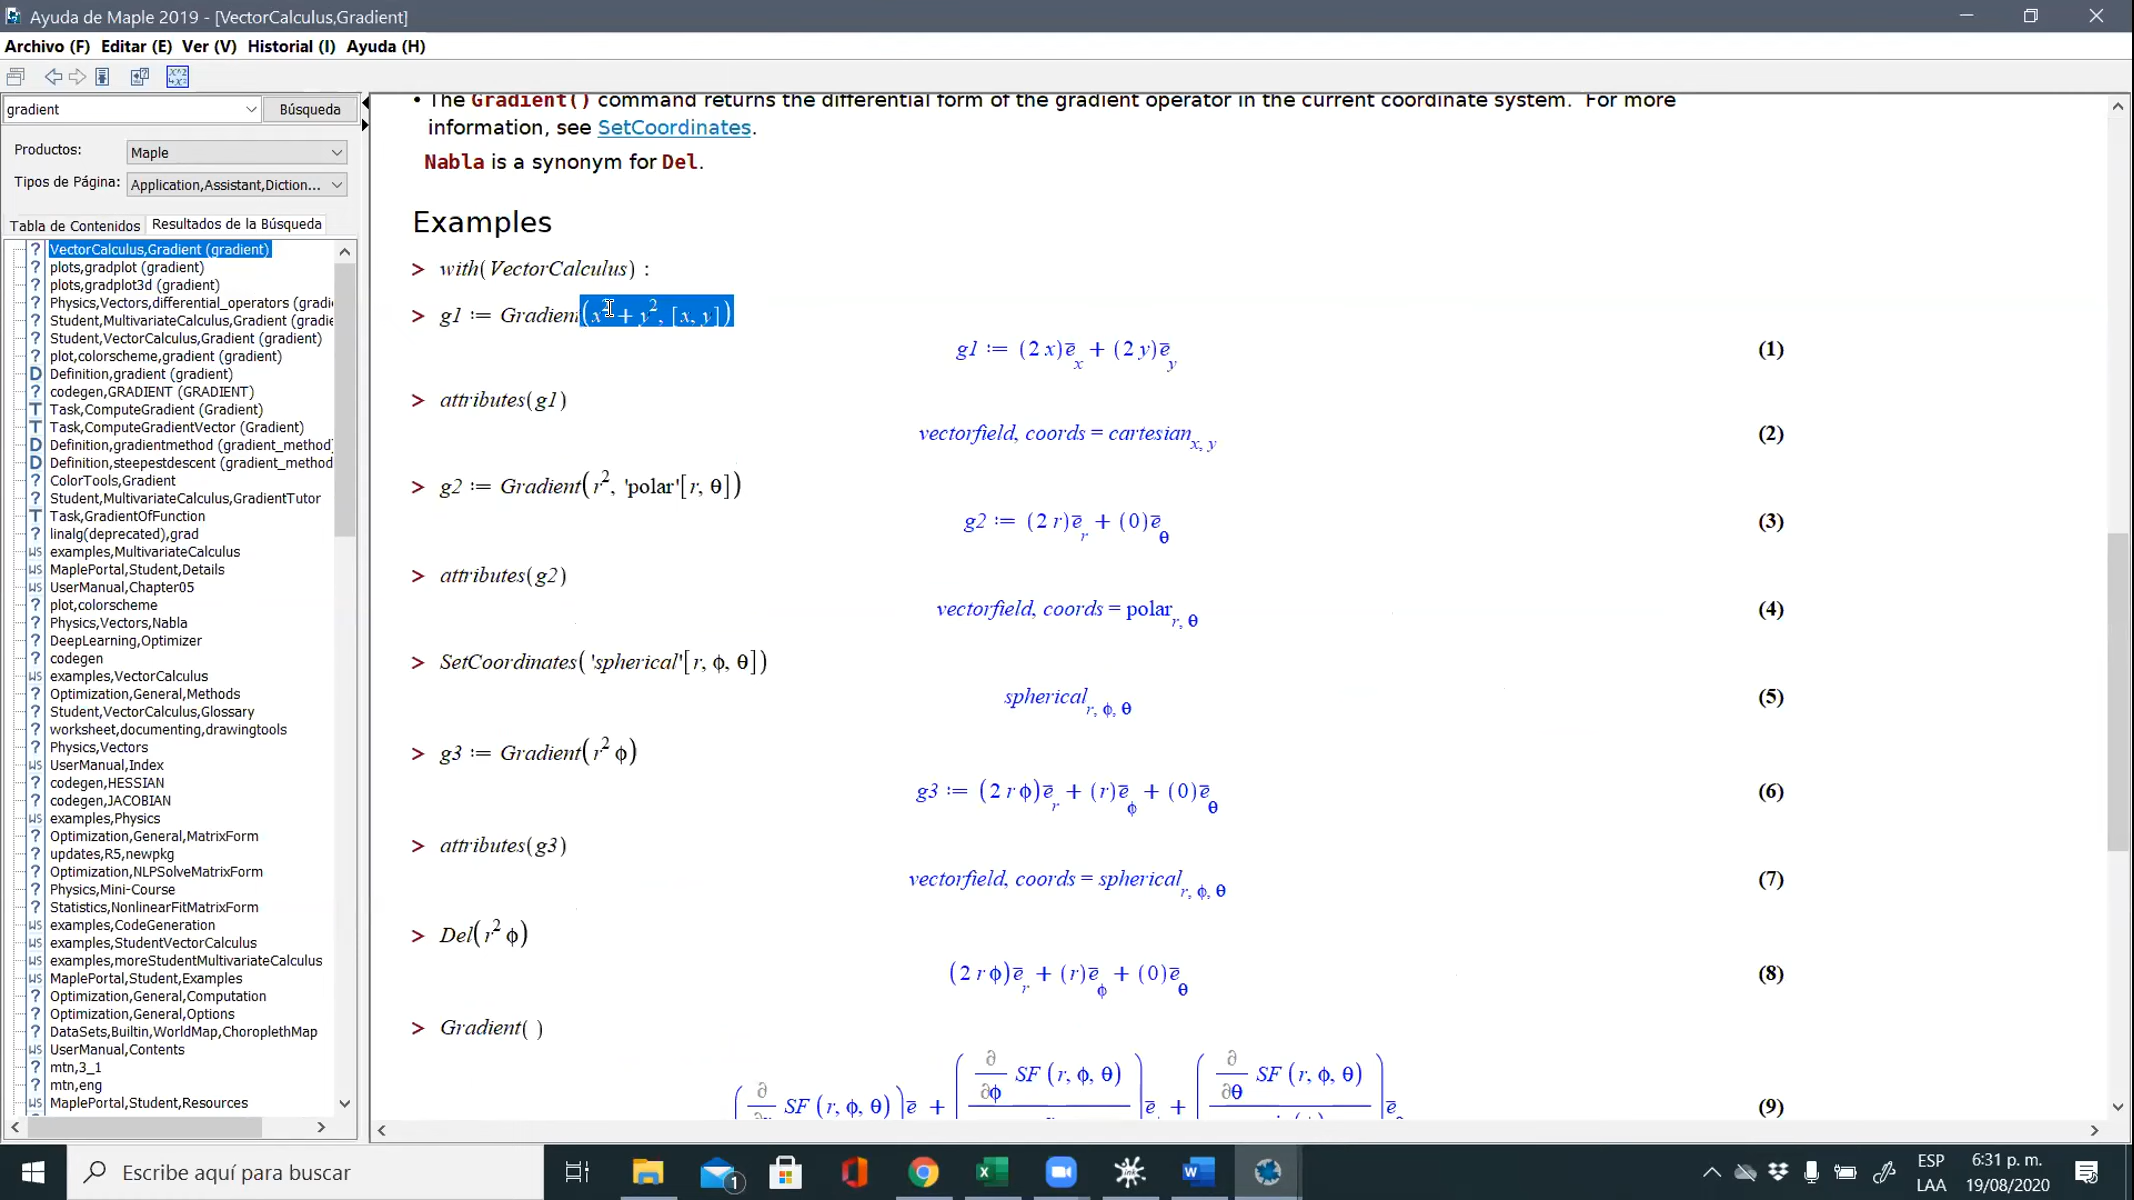 Ayuda de Maple 2019 - [VectorCalculus,Gradient]
Archivo (F) Editar (E) Ver (V) Historial (I) Ayuda (H)
gradient
Búsqueda
Productos:
Maple
Tipos de Página:
Application,Assistant,Diction...
Tabla de Contenidos
Resultados de la Búsqueda
VectorCalculus,Gradient (gradient)
plots,gradplot (gradient)
plots,gradplot3d (gradient)
Physics,Vectors,differential_operators (gradie
Student,MultivariateCalculus,Gradient (gradie
Student,VectorCalculus,Gradient (gradient)
plot,colorscheme,gradient (gradient)
Definition,gradient (gradient)
codegen,GRADIENT (GRADIENT)
Task,ComputeGradient (Gradient)
Task,ComputeGradientVector (Gradient)
Definition,gradientmethod (gradient_method)
Definition,steepestdescent (gradient_method
ColorTools,Gradient
Student,MultivariateCalculus,GradientTutor
Task,GradientOfFunction
linalg(deprecated),grad
examples,MultivariateCalculus
MaplePortal,Student,Details
UserManual,Chapter05
plot,colorscheme
Physics,Vectors,Nabla
DeepLearning,Optimizer
codegen
examples,VectorCalculus
Optimization,General,Methods
Student,VectorCalculus,Glossary
worksheet,documenting,drawingtools
Physics,Vectors
UserManual,Index
codegen,HESSIAN
codegen,JACOBIAN
examples,Physics
Optimization,General,MatrixForm
updates,R5,newpkg
Optimization,NLPSolveMatrixForm
Physics,Mini-Course
Statistics,NonlinearFitMatrixForm
examples,CodeGeneration
examples,StudentVectorCalculus
examples,moreStudentMultivariateCalculus
MaplePortal,Student,Examples
Optimization,General,Computation
Optimization,General,Options
DataSets,Builtin,WorldMap,ChoroplethMap
UserManual,Contents
mtn,3_1
mtn,eng
MaplePortal,Student,Resources
• The Gradient() command returns the differential form of the gradient operator in the current coordinate system. For more
information, see SetCoordinates.
Nabla is a synonym for Del.
Examples
> with(VectorCalculus) :
> g1 := Gradient(x² + y², [x, y])
g1 := (2 x)ē_x + (2 y)ē_y (1)
> attributes(g1)
vectorfield, coords = cartesian_x, y (2)
> g2 := Gradient(r², 'polar'[r, θ])
g2 := (2 r)ē_r + (0)ē_θ (3)
> attributes(g2)
vectorfield, coords = polar_r, θ (4)
> SetCoordinates('spherical'[r, ϕ, θ])
spherical_r, ϕ, θ (5)
> g3 := Gradient(r² ϕ)
g3 := (2 r ϕ)ē_r + (r)ē_ϕ + (0)ē_θ (6)
> attributes(g3)
vectorfield, coords = spherical_r, ϕ, θ (7)
> Del(r² ϕ)
(2 r ϕ)ē_r + (r)ē_ϕ + (0)ē_θ (8)
> Gradient( )
(∂ SF (r, ϕ, θ))ē + (∂/∂ϕ SF (r, ϕ, θ))ē + (∂/∂θ SF (r, ϕ, θ))ē (9)
Escribe aquí para buscar
1
ESP
LAA
6:31 p. m.
19/08/2020